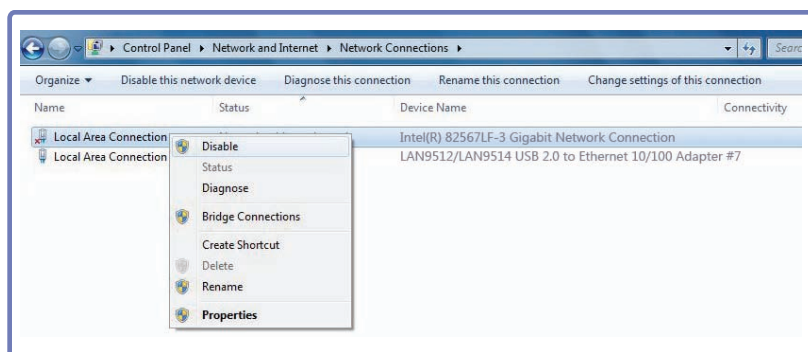 Control Panel ▸ Network and Internet ▸ Network Connections ▸
Organize ▾ Disable this network device Diagnose this connection Rename this connection Change settings of this connection
Name Status Device Name Connectivity
Local Area Connection Intel(R) 82567LF-3 Gigabit Network Connection
Local Area Connection LAN9512/LAN9514 USB 2.0 to Ethernet 10/100 Adapter #7
Disable
Status
Diagnose
Bridge Connections
Create Shortcut
Delete
Rename
Properties